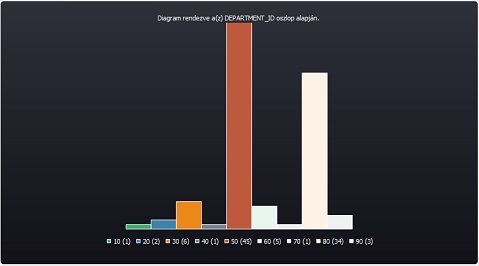 Diagram rendezve a(z) DEPARTMENT_ID oszlop alapján.
10 (1) 20 (2) 30 (6) 40 (1) 50 (45) 60 (5) 70 (1) 80 (34) 90 (3)